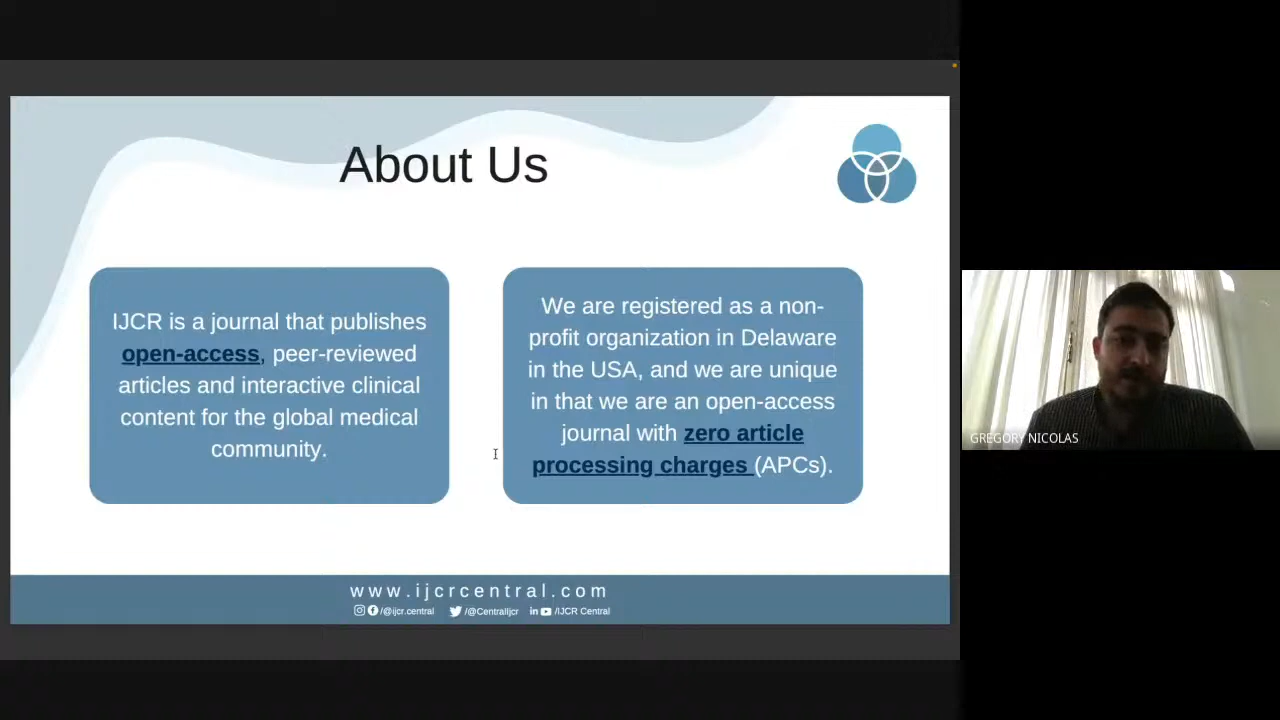 About Us
IJCR is a journal that publishes
open-access, peer-reviewed
articles and interactive clinical
content for the global medical
community.
We are registered as a non-
profit organization in Delaware
in the USA, and we are unique
in that we are an open-access
journal with zero article
processing charges (APCs).
www.ijcrcentral.com
/@ijcr.central /@CentralIjcr /IJCR Central
GREGORY NICOLAS